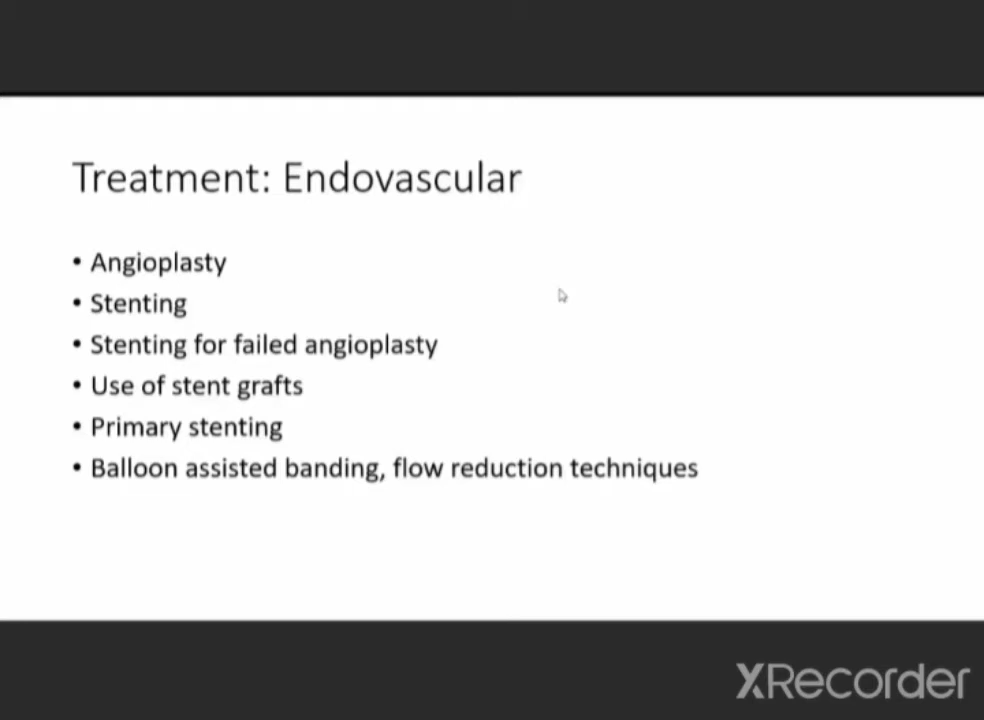 Treatment: Endovascular
• Angioplasty
• Stenting
• Stenting for failed angioplasty
• Use of stent grafts
• Primary stenting
• Balloon assisted banding, flow reduction techniques
XRecorder